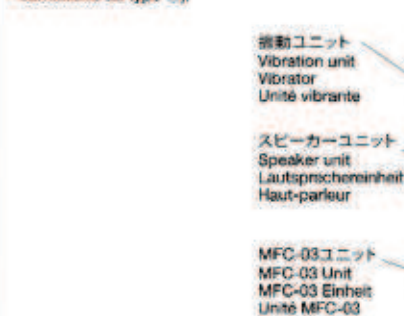 振動ユニット
Vibration unit
Vibrator
Unité vibrante
スピーカーユニット
Speaker unit
Lautsprechereinheit
Haut-parleur
MFC-03ユニット
MFC-03 Unit
MFC-03 Einheit
Unité MFC-03